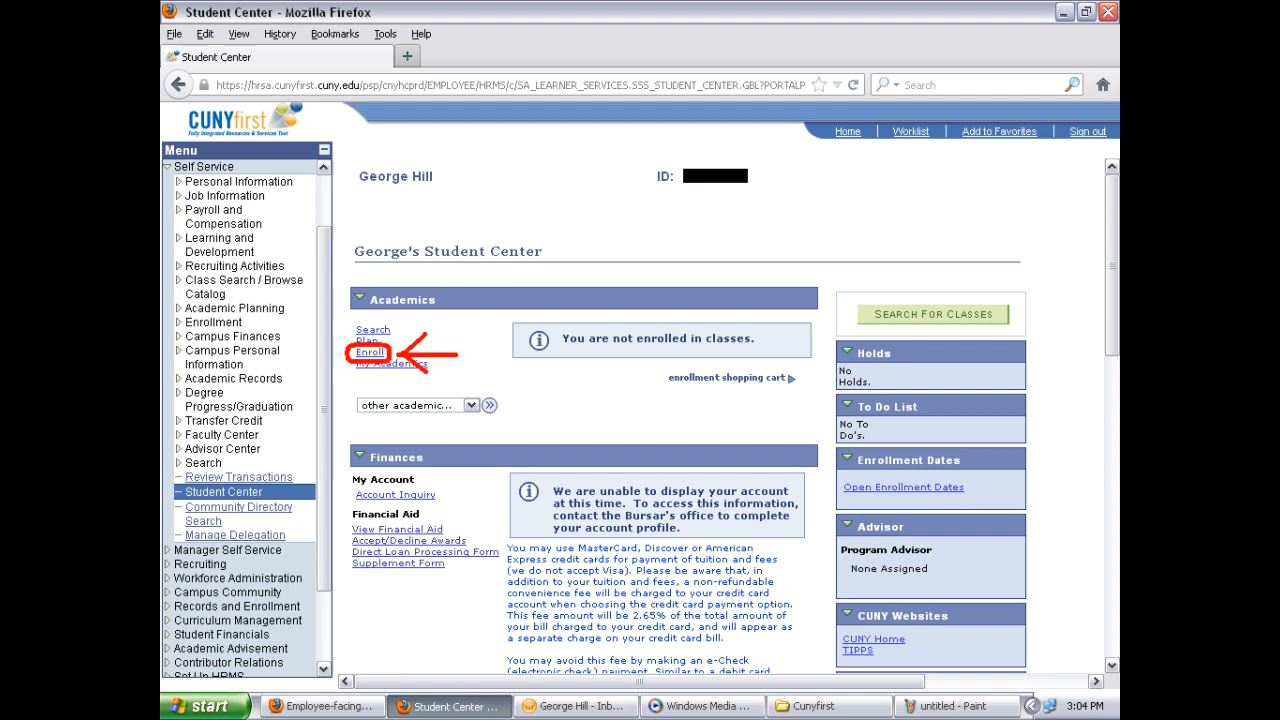 Student Center - Mozilla Firefox
File Edit View History Bookmarks Tools Help
Student Center
https://hrsa.cunyfirst.cuny.edu/psp/cnyhcprd/EMPLOYEE/HRMS/c/SA_LEARNER_SERVICES.SSS_STUDENT_CENTER.GBL?PORTALP
Search
CUNYfirst
Fully Integrated Resources & Services Tool
Home Worklist Add to Favorites Sign out
Menu
Self Service
Personal Information
Job Information
Payroll and
Compensation
Learning and
Development
Recruiting Activities
Class Search / Browse
Catalog
Academic Planning
Enrollment
Campus Finances
Campus Personal
Information
Academic Records
Degree
Progress/Graduation
Transfer Credit
Faculty Center
Advisor Center
Search
Review Transactions
Student Center
Community Directory
Search
Manage Delegation
Manager Self Service
Recruiting
Workforce Administration
Campus Community
Records and Enrollment
Curriculum Management
Student Financials
Academic Advisement
Contributor Relations
Set Up HRMS
George Hill ID:
George's Student Center
Academics
Search
Plan
Enroll
My Academics
You are not enrolled in classes.
enrollment shopping cart
other academic...
Finances
My Account
Account Inquiry
Financial Aid
View Financial Aid
Accept/Decline Awards
Direct Loan Processing Form
Supplement Form
We are unable to display your account
at this time. To access this information,
contact the Bursar's office to complete
your account profile.
You may use MasterCard, Discover or American
Express credit cards for payment of tuition and fees
(we do not accept Visa). Please be aware that, in
addition to your tuition and fees, a non-refundable
convenience fee will be charged to your credit card
account when choosing the credit card payment option.
This fee amount will be 2.65% of the total amount of
your bill charged to your credit card, and will appear as
a separate charge on your credit card bill.
You may avoid this fee by making an e-Check
(electronic check) payment. Similar to a debit card
SEARCH FOR CLASSES
Holds
No
Holds.
To Do List
No To
Do's.
Enrollment Dates
Open Enrollment Dates
Advisor
Program Advisor
None Assigned
CUNY Websites
CUNY Home
TIPPS
start Employee-facing... Student Center ... George Hill - Inb... Windows Media ... Cunyfirst untitled - Paint 3:04 PM